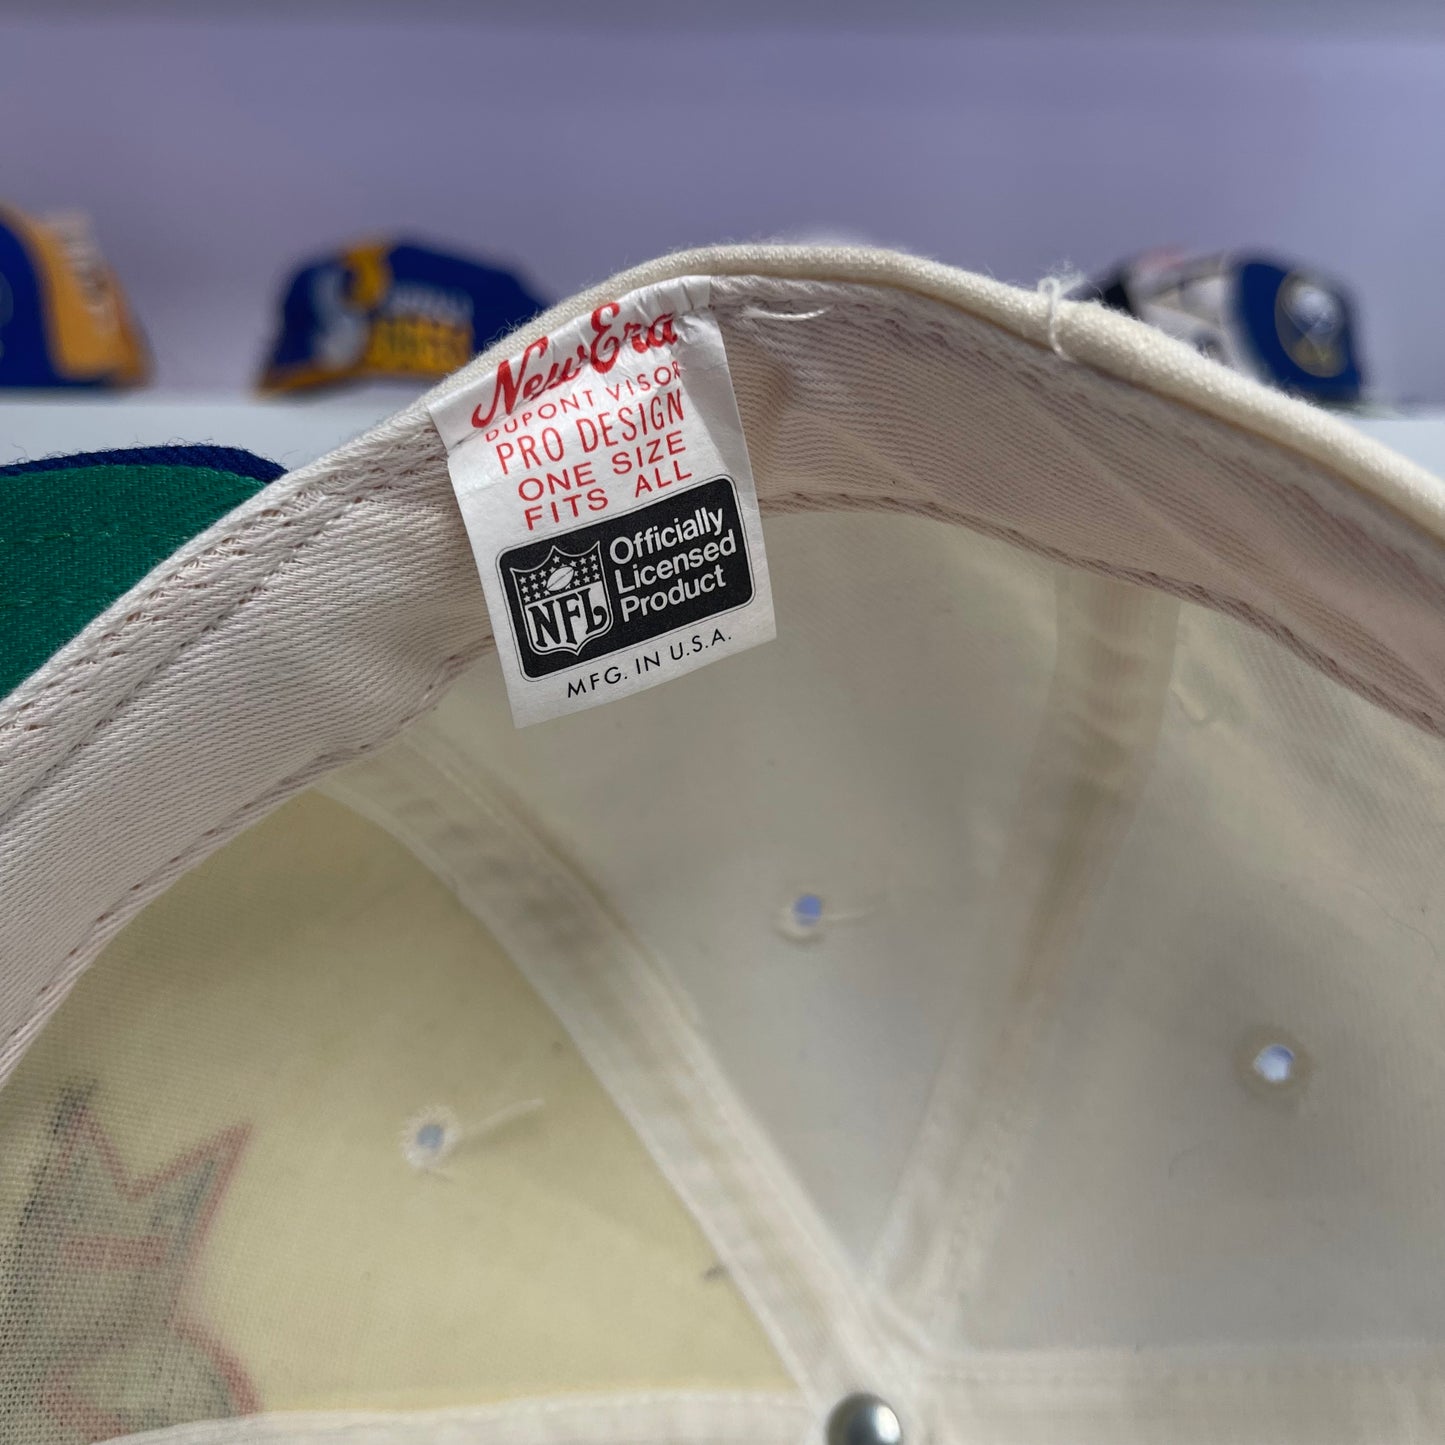 New Era
DUPONT VISOR
PRO DESIGN
ONE SIZE
FITS ALL
NFL
Officially
Licensed
Product
MFG. IN U.S.A.